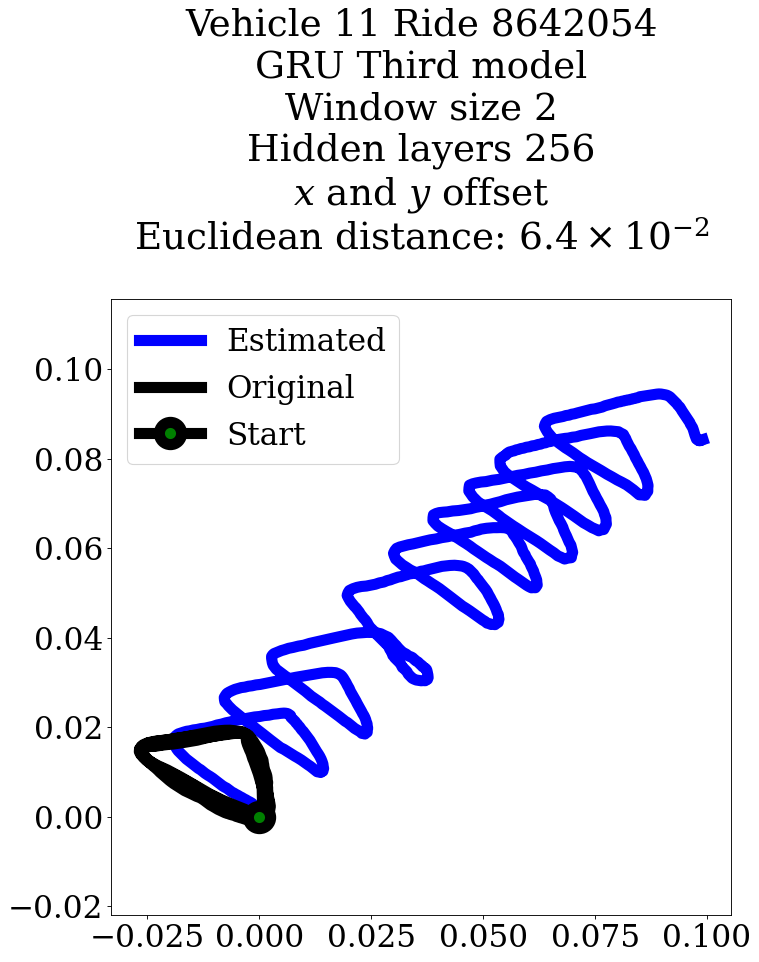 Vehicle 11 Ride 8642054
GRU Third model
Window size 2
Hidden layers 256
x and y offset
Euclidean distance: 6.4 × 10⁻²
Estimated
Original
Start
0.10
0.08
0.06
0.04
0.02
0.00
−0.02
−0.025 0.000 0.025 0.050 0.075 0.100